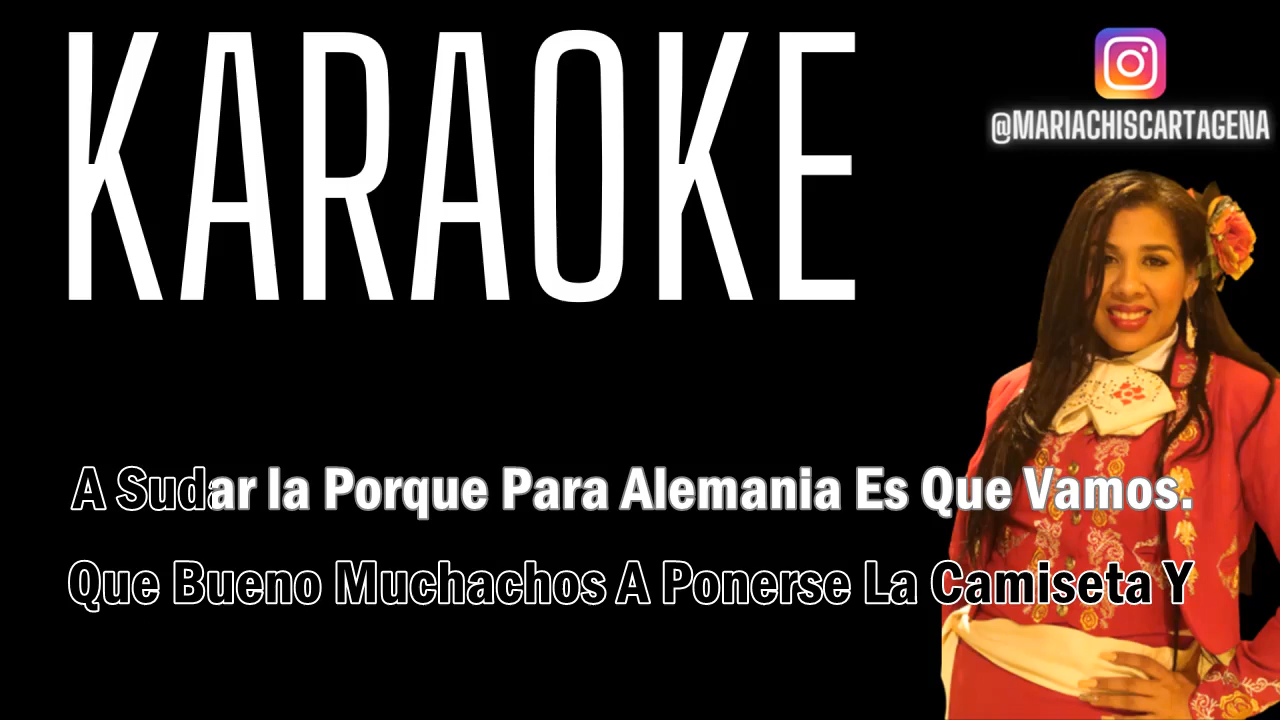 KARAOKE
@MARIACHISCARTAGENA
A Sudar la Porque Para Alemania Es Que Vamos.
Que Bueno Muchachos A Ponerse La Camiseta Y